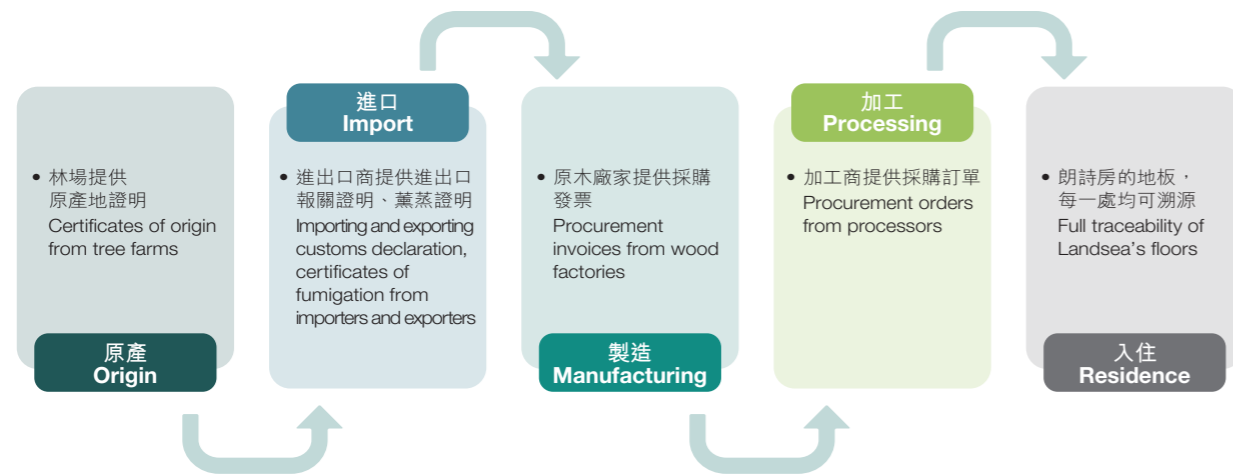 林場提供
原產地證明
Certificates of origin
from tree farms
原產
Origin
進口
Import
進出口商提供進出口
報關證明、薰蒸證明
Importing and exporting
customs declaration,
certificates of
fumigation from
importers and exporters
原木廠家提供採購
發票
Procurement
invoices from wood
factories
製造
Manufacturing
加工
Processing
加工商提供採購訂單
Procurement orders
from processors
朗詩房的地板，
每一處均可溯源
Full traceability of
Landsea's floors
入住
Residence